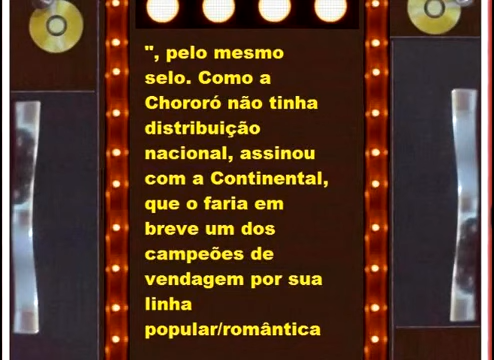 ", pelo mesmo
selo. Como a
Chororó não tinha
distribuição
nacional, assinou
com a Continental,
que o faria em
breve um dos
campeões de
vendagem por sua
linha
popular/romântica